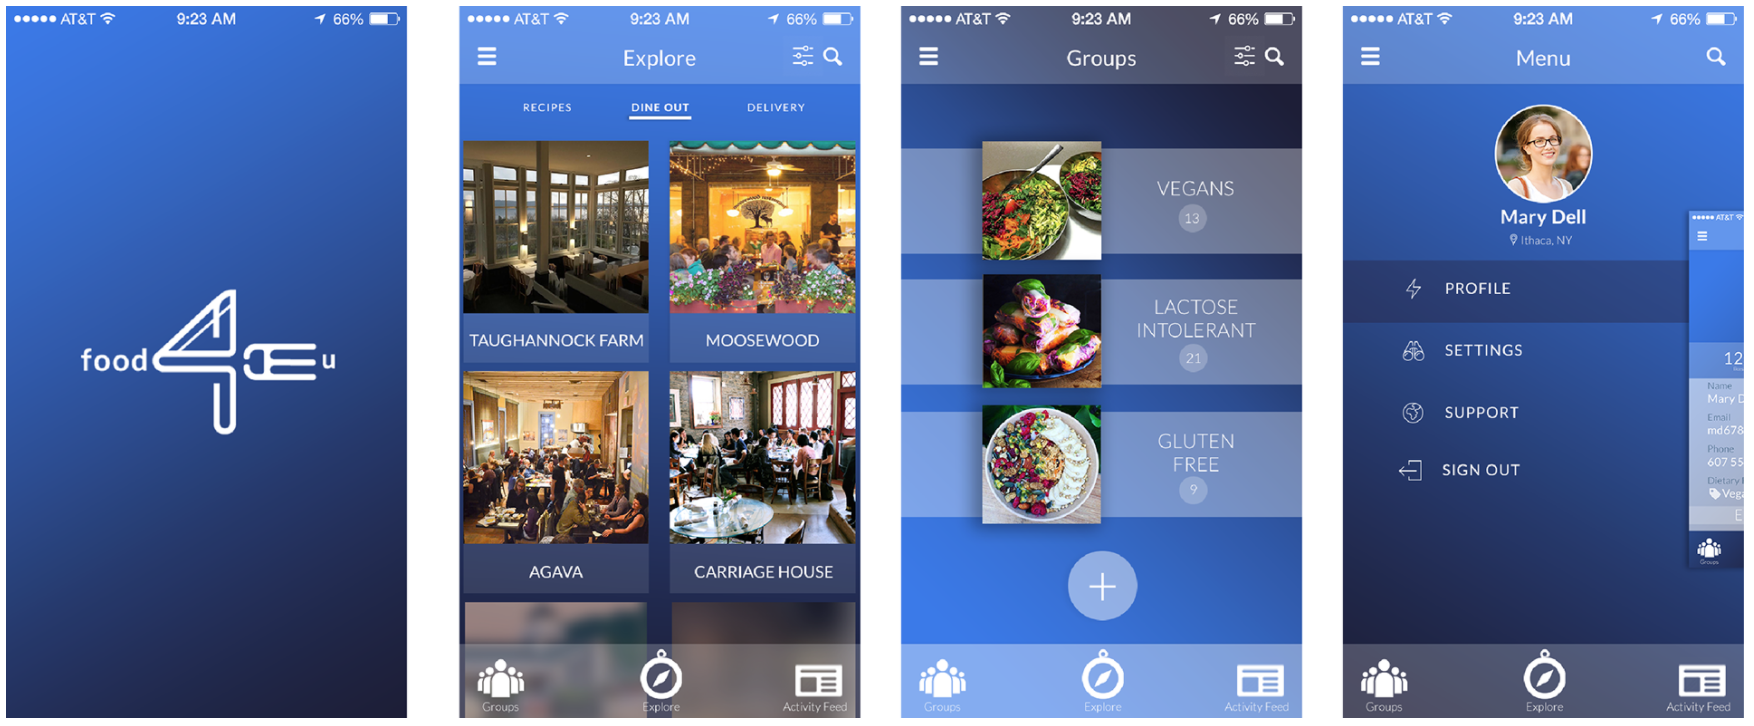 AT&T 9:23 AM 66%
food 4 u
AT&T 9:23 AM 66%
Explore
RECIPES DINE OUT DELIVERY
TAUGHANNOCK FARM MOOSEWOOD
AGAVA CARRIAGE HOUSE
Groups Explore Activity Feed
AT&T 9:23 AM 66%
Groups
VEGANS
13
LACTOSE
INTOLERANT
21
GLUTEN
FREE
9
Groups Explore Activity Feed
AT&T 9:23 AM 66%
Menu
Mary Dell
Ithaca, NY
PROFILE
SETTINGS
SUPPORT
SIGN OUT
AT&T
12
Name
Mary D
Email
md678
Phone
607 55
Dietary
Vega
E
Groups
Groups Explore Activity Feed